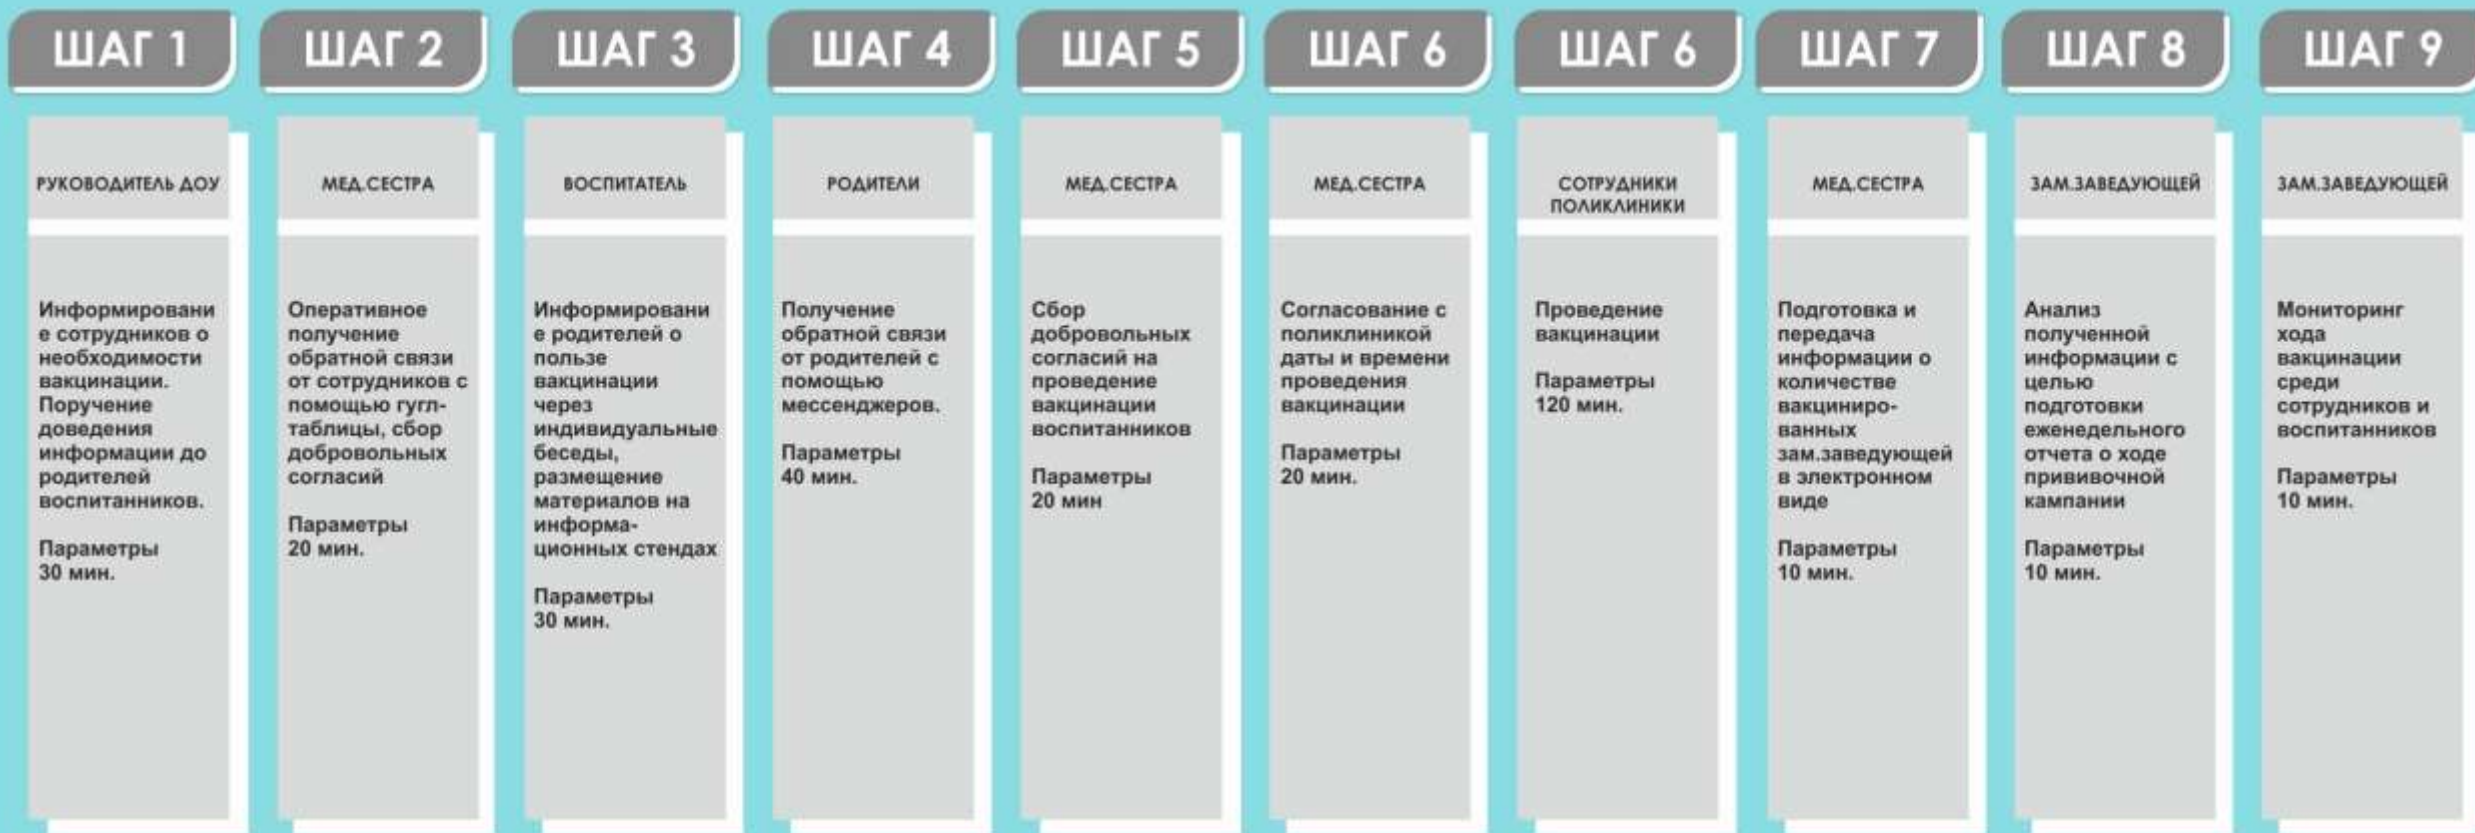 ШАГ 1
РУКОВОДИТЕЛЬ ДОУ
Информировани
е сотрудников о
необходимости
вакцинации.
Поручение
доведения
информации до
родителей
воспитанников.
Параметры
30 мин.
ШАГ 2
МЕД.СЕСТРА
Оперативное
получение
обратной связи
от сотрудников с
помощью гугл-
таблицы, сбор
добровольных
согласий
Параметры
20 мин.
ШАГ 3
ВОСПИТАТЕЛЬ
Информировани
е родителей о
пользе
вакцинации
через
индивидуальные
беседы,
размещение
материалов на
информа-
ционных стендах
Параметры
30 мин.
ШАГ 4
РОДИТЕЛИ
Получение
обратной связи
от родителей с
помощью
мессенджеров.
Параметры
40 мин.
ШАГ 5
МЕД.СЕСТРА
Сбор
добровольных
согласий на
проведение
вакцинации
воспитанников
Параметры
20 мин
ШАГ 6
МЕД.СЕСТРА
Согласование с
поликлиникой
даты и времени
проведения
вакцинации
Параметры
20 мин.
ШАГ 6
СОТРУДНИКИ
ПОЛИКЛИНИКИ
Проведение
вакцинации
Параметры
120 мин.
ШАГ 7
МЕД.СЕСТРА
Подготовка и
передача
информации о
количестве
вакциниро-
ванных
зам.заведующей
в электронном
виде
Параметры
10 мин.
ШАГ 8
ЗАМ.ЗАВЕДУЮЩЕЙ
Анализ
полученной
информации с
целью
подготовки
еженедельного
отчета о ходе
прививочной
кампании
Параметры
10 мин.
ШАГ 9
ЗАМ.ЗАВЕДУЮЩЕЙ
Мониторинг
хода
вакцинации
среди
сотрудников и
воспитанников
Параметры
10 мин.